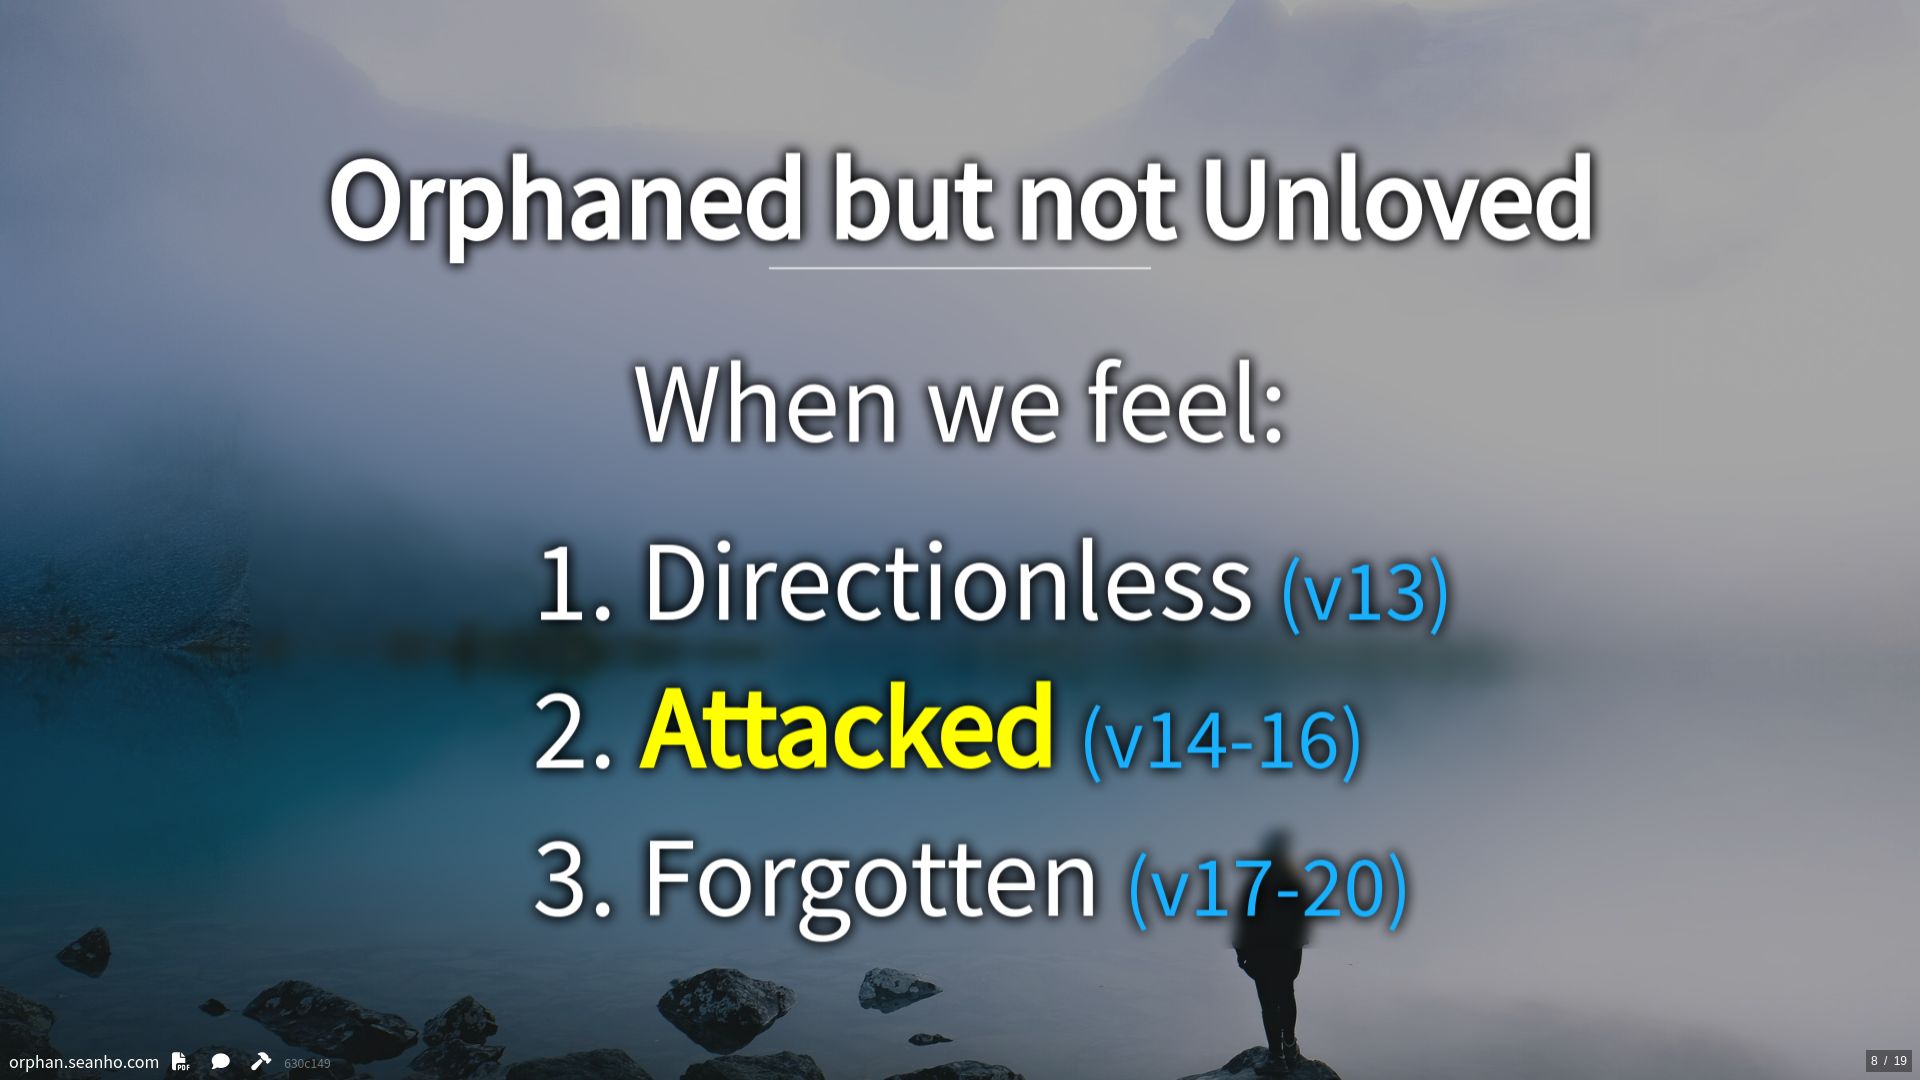 Orphaned but not Unloved
When we feel:
1. Directionless (v13)
2. Attacked (v14-16)
3. Forgotten (v17-20)
orphan.seanho.com PDF 630c149
8 / 19